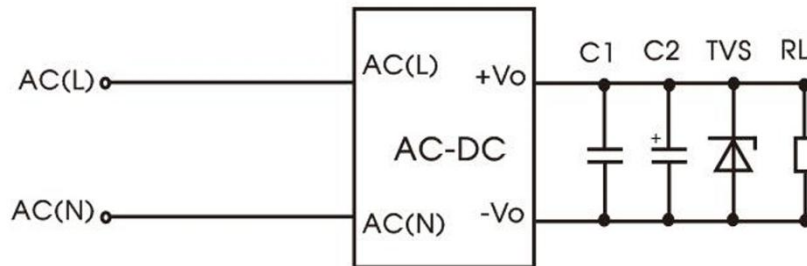 C1 C2 TVS RL
AC(L) AC(L) +Vo
+
AC-DC
AC(N) AC(N) -Vo